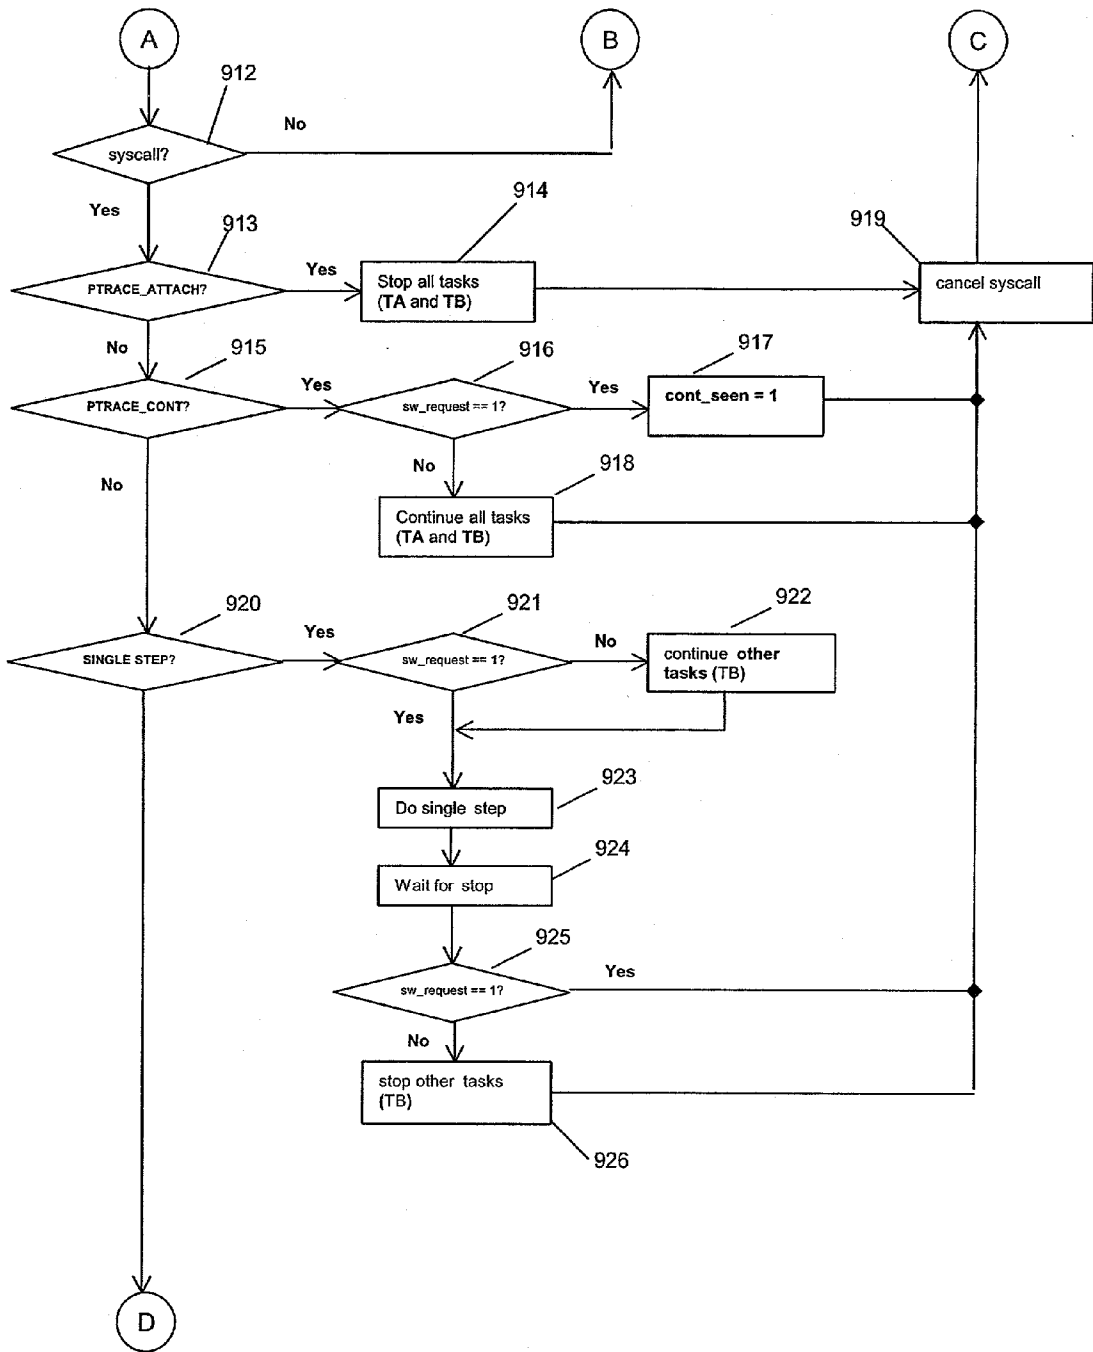 A
B
C
912
No
syscall?
Yes
913
914
919
PTRACE_ATTACH?
Yes
Stop all tasks
(TA and TB)
cancel syscall
No
915
916
917
PTRACE_CONT?
Yes
sw_request == 1?
Yes
cont_seen = 1
No
No
918
Continue all tasks
(TA and TB)
920
921
922
SINGLE STEP?
Yes
sw_request == 1?
No
continue other
tasks (TB)
Yes
923
Do single step
924
Wait for stop
925
sw_request == 1?
Yes
No
stop other tasks
(TB)
926
D